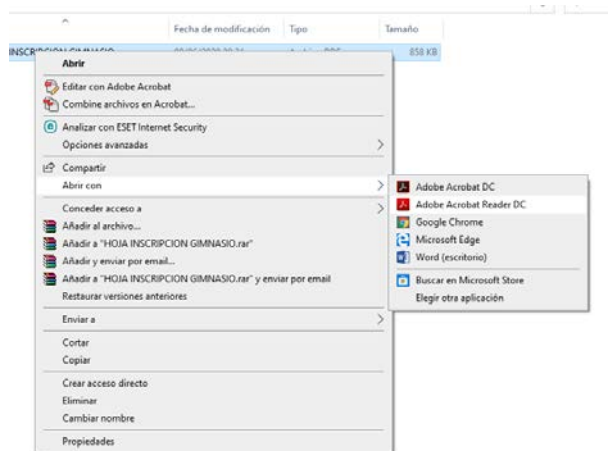 Fecha de modificación Tipo Tamaño
858 KB
Abrir
Editar con Adobe Acrobat
Combine archivos en Acrobat...
Analizar con ESET Internet Security
Opciones avanzadas
Compartir
Abrir con
Adobe Acrobat DC
Adobe Acrobat Reader DC
Google Chrome
Microsoft Edge
Word (escritorio)
Buscar en Microsoft Store
Elegir otra aplicación
Conceder acceso a
Añadir al archivo...
Añadir a "HOJA INSCRIPCION GIMNASIO.rar"
Añadir y enviar por email...
Añadir a "HOJA INSCRIPCION GIMNASIO.rar" y enviar por email
Restaurar versiones anteriores
Enviar a
Cortar
Copiar
Crear acceso directo
Eliminar
Cambiar nombre
Propiedades